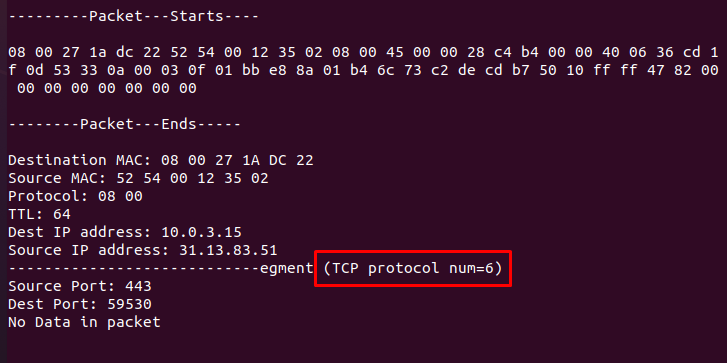 ---------Packet---Starts----
08 00 27 1a dc 22 52 54 00 12 35 02 08 00 45 00 00 28 c4 b4 00 00 40 06 36 cd 1
f 0d 53 33 0a 00 03 0f 01 bb e8 8a 01 b4 6c 73 c2 de cd b7 50 10 ff ff 47 82 00
00 00 00 00 00 00 00
--------Packet---Ends-----
Destination MAC: 08 00 27 1A DC 22
Source MAC: 52 54 00 12 35 02
Protocol: 08 00
TTL: 64
Dest IP address: 10.0.3.15
Source IP address: 31.13.83.51
----------------------------egment (TCP protocol num=6)
Source Port: 443
Dest Port: 59530
No Data in packet